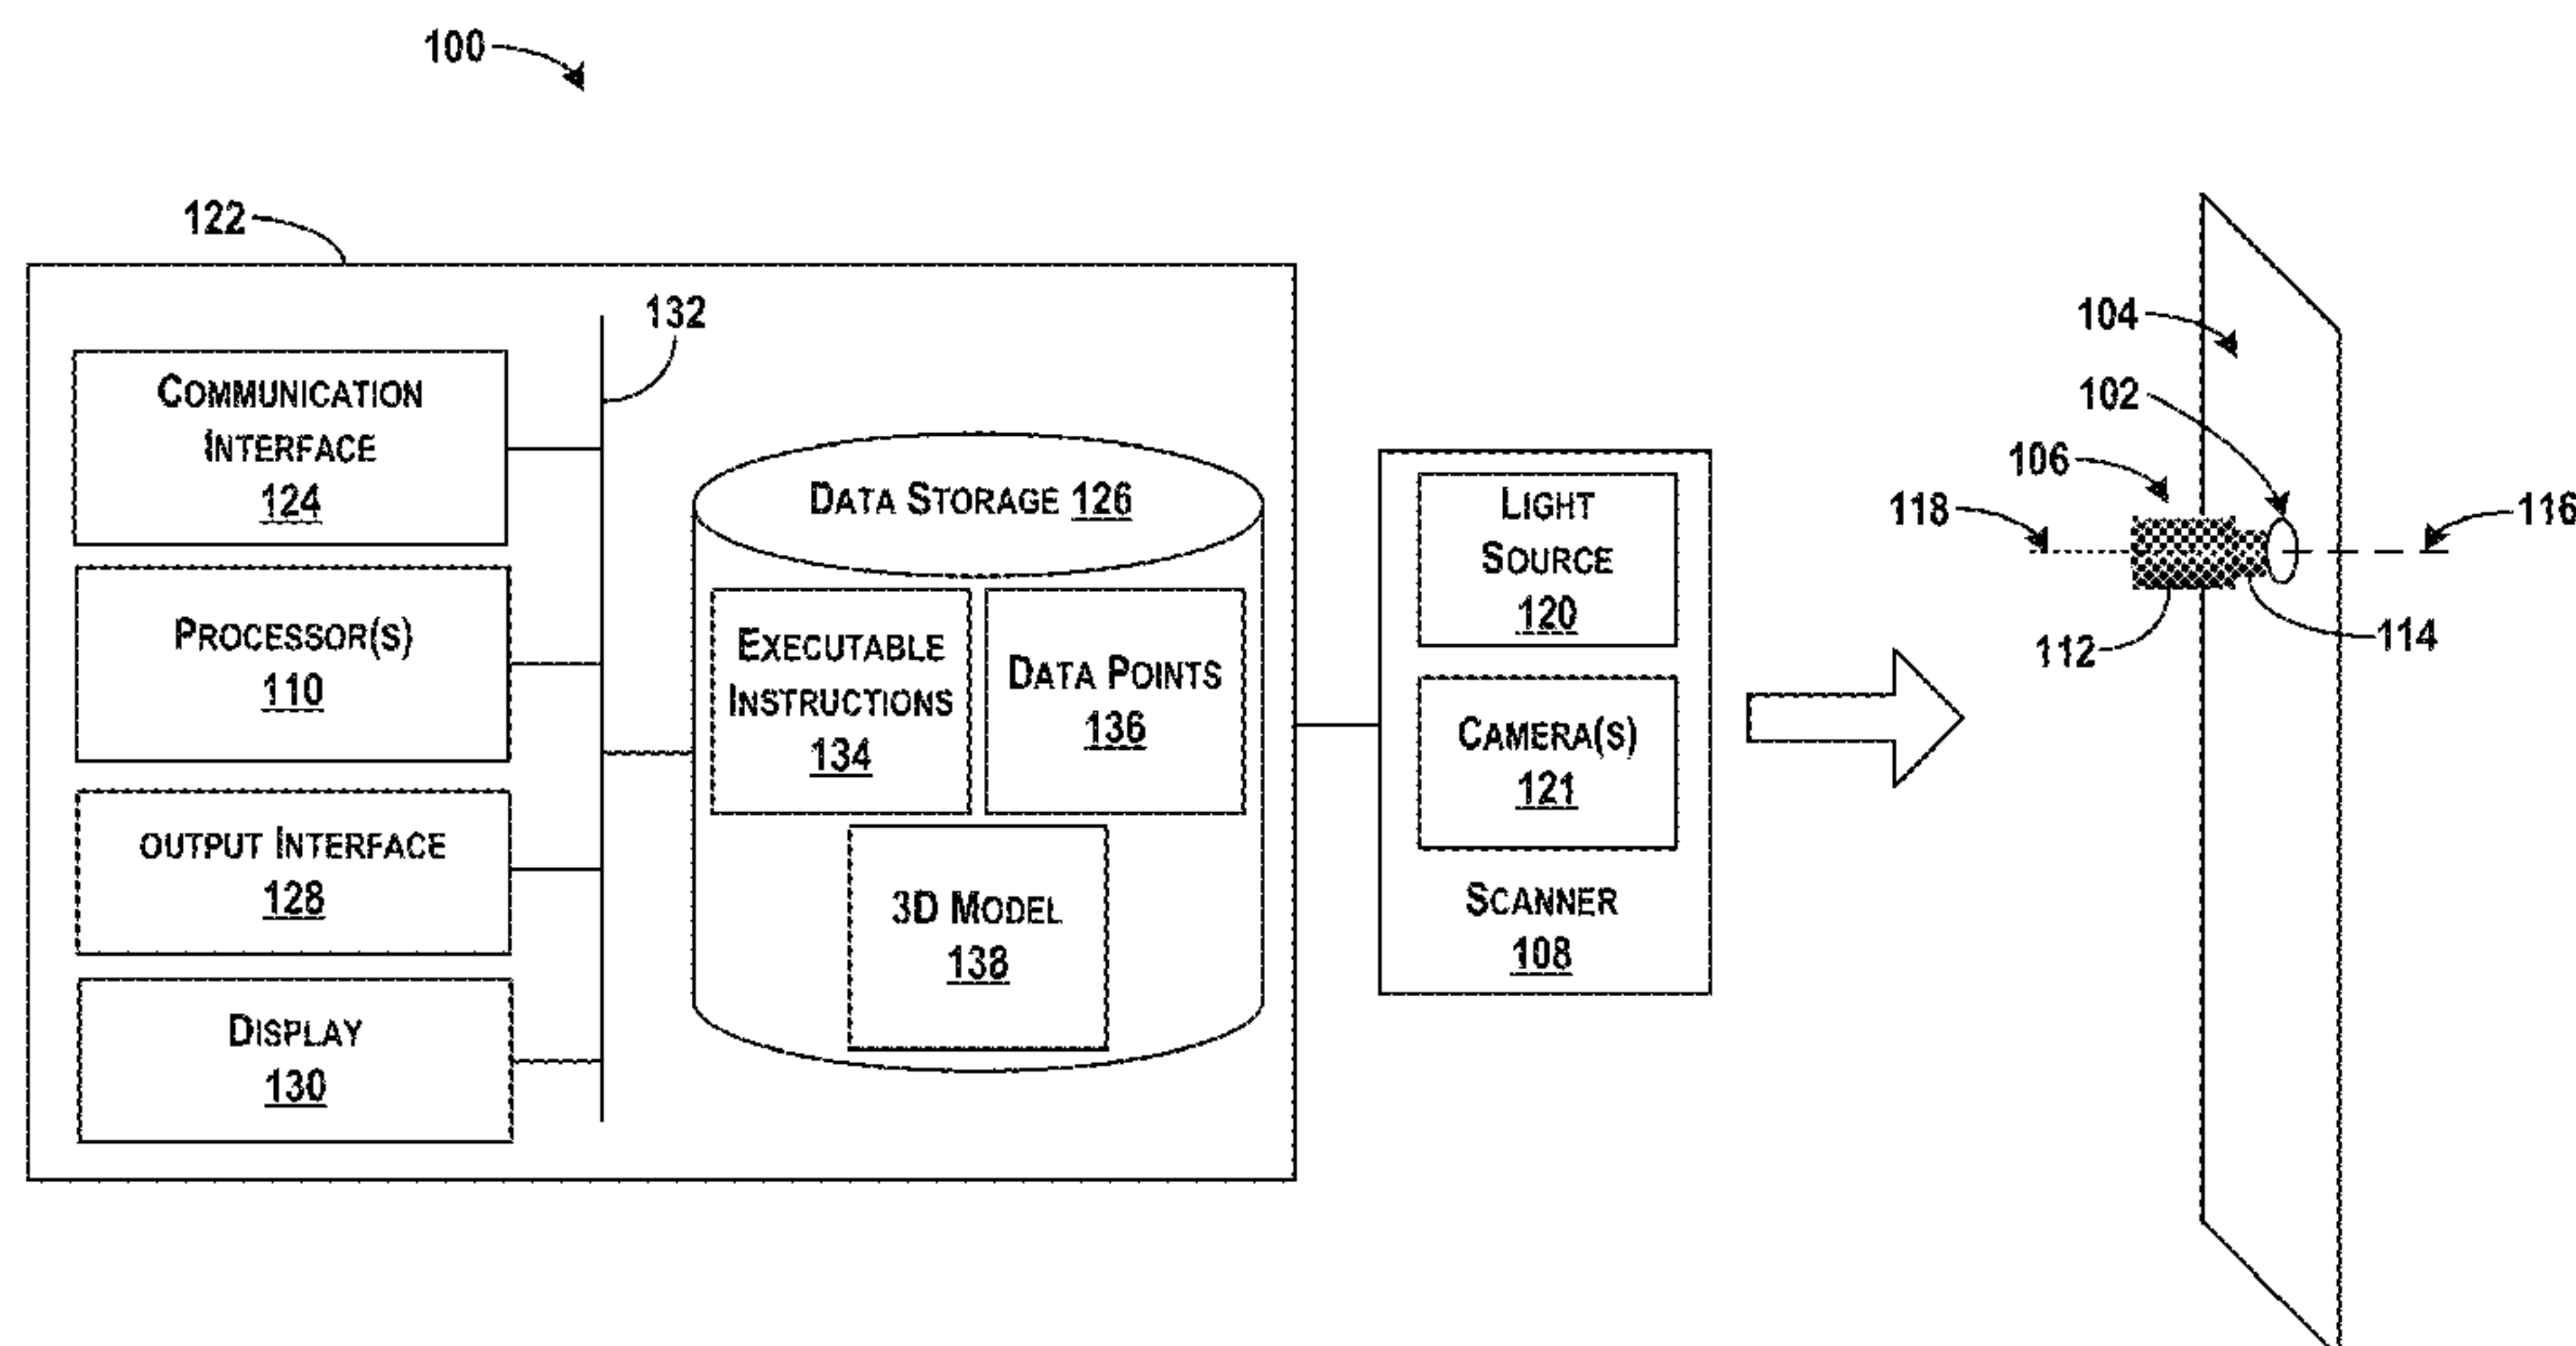 100
122
132
COMMUNICATION
INTERFACE
124
PROCESSOR(S)
110
OUTPUT INTERFACE
128
DISPLAY
130
DATA STORAGE 126
EXECUTABLE
INSTRUCTIONS
134
DATA POINTS
136
3D MODEL
138
LIGHT
SOURCE
120
CAMERA(S)
121
SCANNER
108
104
102
106
118
116
112
114